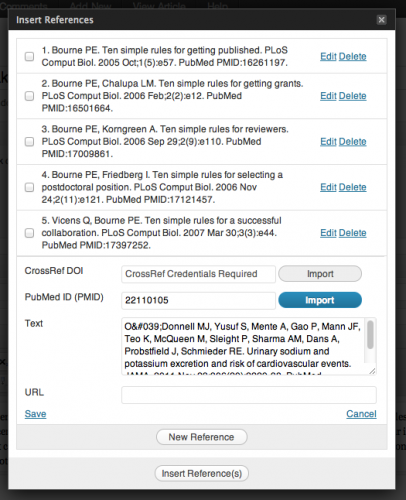 Comments Add New View Article Help
Insert References
1. Bourne PE. Ten simple rules for getting published. PLoS
Comput Biol. 2005 Oct;1(5):e57. PubMed PMID:16261197.
Edit Delete
2. Bourne PE, Chalupa LM. Ten simple rules for getting grants.
PLoS Comput Biol. 2006 Feb;2(2):e12. PubMed
PMID:16501664.
Edit Delete
3. Bourne PE, Korngreen A. Ten simple rules for reviewers.
PLoS Comput Biol. 2006 Sep 29;2(9):e110. PubMed
PMID:17009861.
Edit Delete
4. Bourne PE, Friedberg I. Ten simple rules for selecting a
postdoctoral position. PLoS Comput Biol. 2006 Nov
24;2(11):e121. PubMed PMID:17121457.
Edit Delete
5. Vicens Q, Bourne PE. Ten simple rules for a successful
collaboration. PLoS Comput Biol. 2007 Mar 30;3(3):e44.
PubMed PMID:17397252.
Edit Delete
CrossRef DOI CrossRef Credentials Required Import
PubMed ID (PMID) 22110105 Import
Text
O&#039;Donnell MJ, Yusuf S, Mente A, Gao P, Mann JF,
Teo K, McQueen M, Sleight P, Sharma AM, Dans A,
Probstfield J, Schmieder RE. Urinary sodium and
potassium excretion and risk of cardiovascular events.
URL
Save Cancel
New Reference
Insert Reference(s)